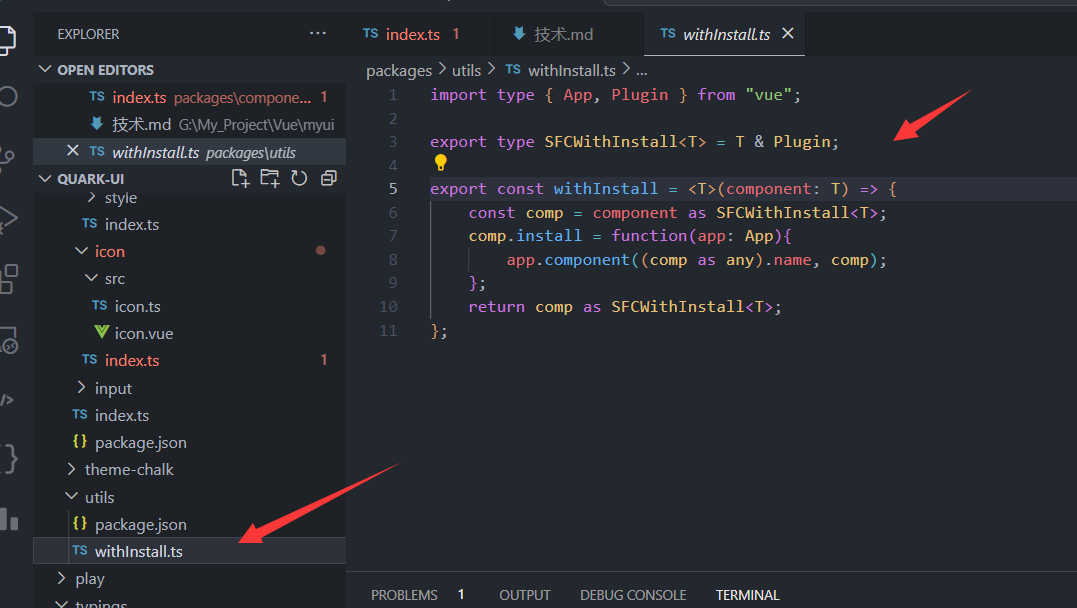 EXPLORER
···
OPEN EDITORS
TS index.ts packages\compone... 1
技术.md G:\My_Project\Vue\myui
TS withInstall.ts packages\utils
QUARK-UI
style
TS index.ts
icon
src
TS icon.ts
icon.vue
TS index.ts 1
input
TS index.ts
{} package.json
theme-chalk
utils
{} package.json
TS withInstall.ts
play
typings
TS index.ts 1
技术.md
TS withInstall.ts
packages > utils > TS withInstall.ts > ...
1 import type { App, Plugin } from "vue";
2
3 export type SFCWithInstall<T> = T & Plugin;
4
5 export const withInstall = <T>(component: T) => {
6 const comp = component as SFCWithInstall<T>;
7 comp.install = function(app: App){
8 app.component((comp as any).name, comp);
9 };
10 return comp as SFCWithInstall<T>;
11 };
PROBLEMS 1 OUTPUT DEBUG CONSOLE TERMINAL